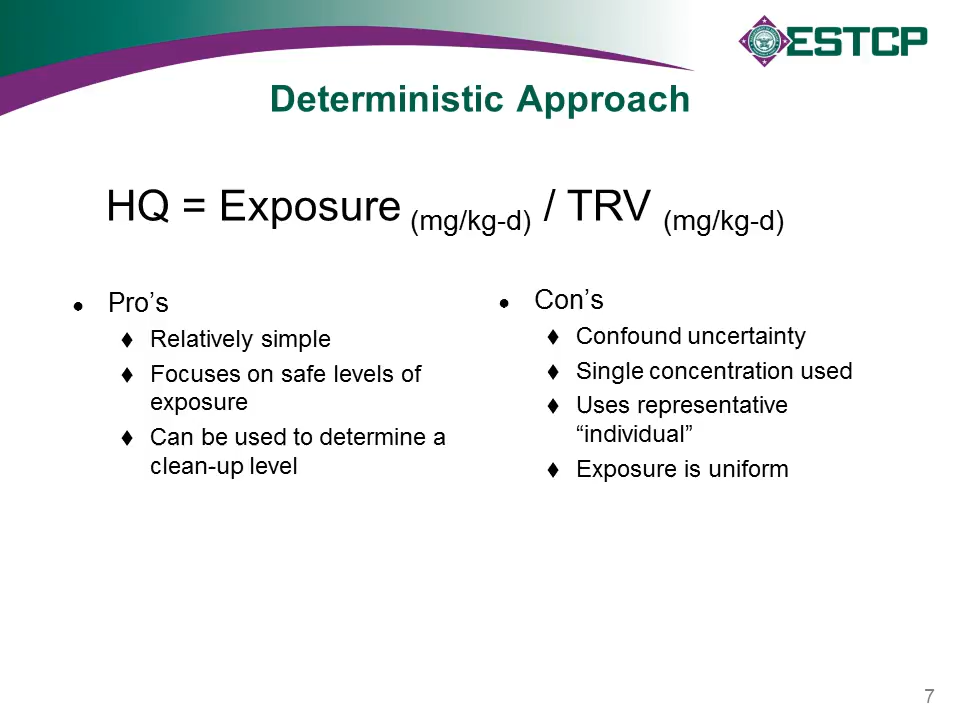 ESTCP
Deterministic Approach
HQ = Exposure (mg/kg-d) / TRV (mg/kg-d)
● Pro’s
♦ Relatively simple
♦ Focuses on safe levels of
exposure
♦ Can be used to determine a
clean-up level
● Con’s
♦ Confound uncertainty
♦ Single concentration used
♦ Uses representative
“individual”
♦ Exposure is uniform
7